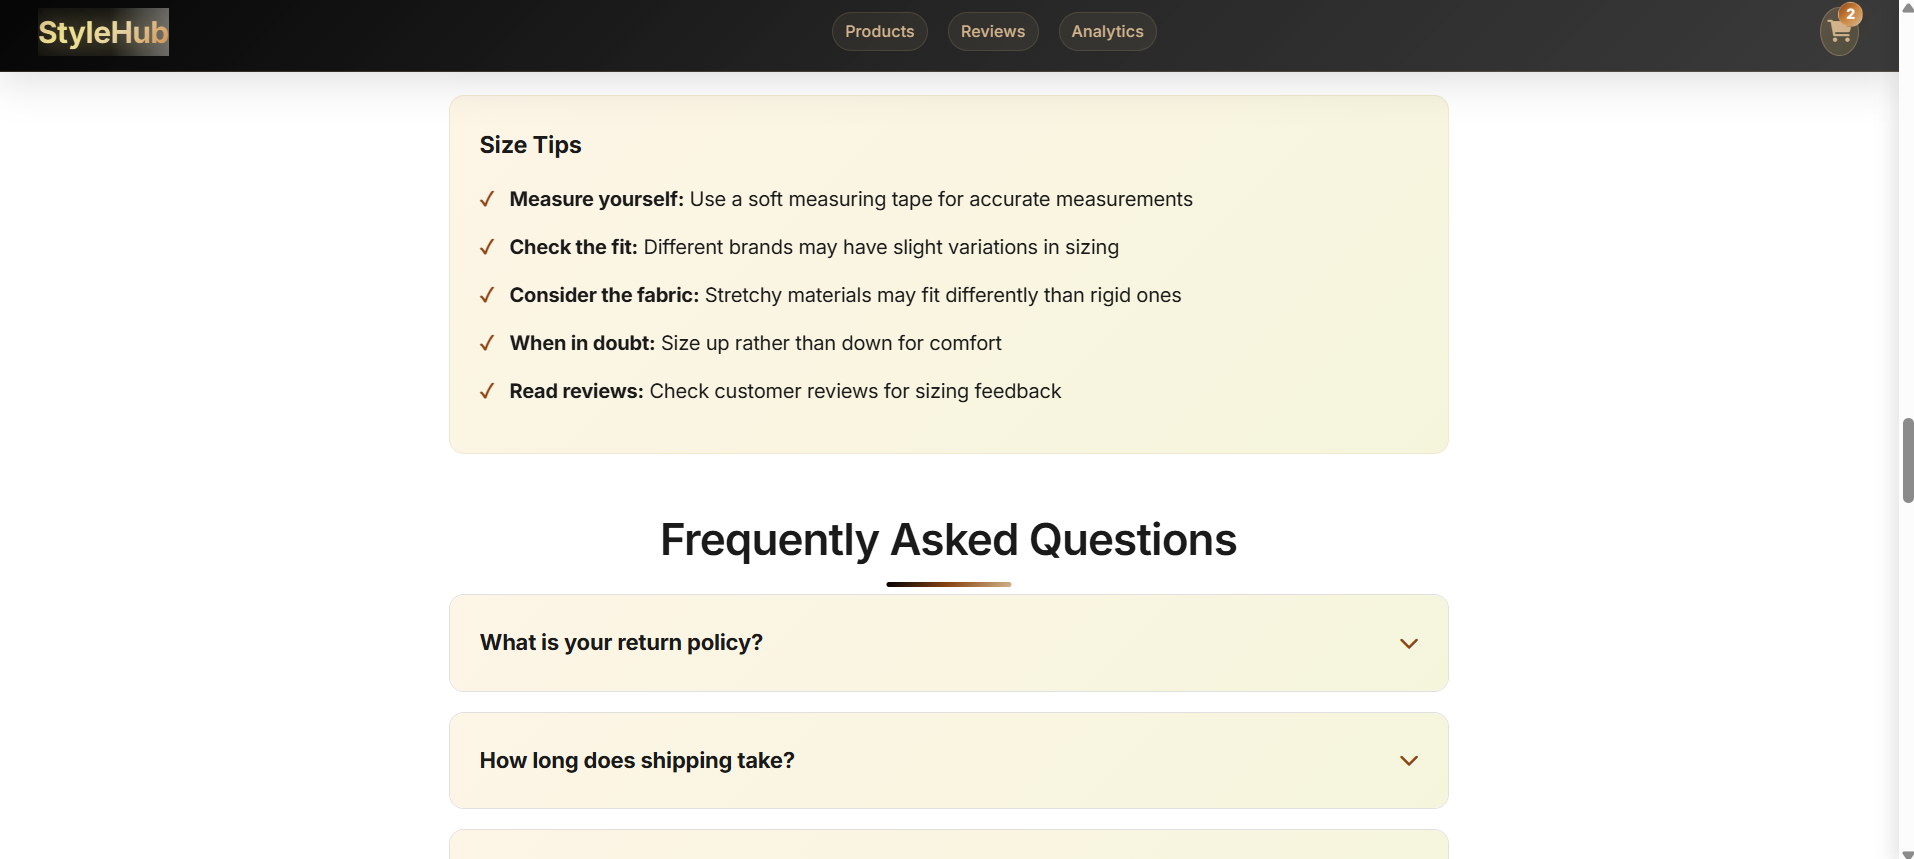 StyleHub
Products
Reviews
Analytics
2
Size Tips
✓ Measure yourself: Use a soft measuring tape for accurate measurements
✓ Check the fit: Different brands may have slight variations in sizing
✓ Consider the fabric: Stretchy materials may fit differently than rigid ones
✓ When in doubt: Size up rather than down for comfort
✓ Read reviews: Check customer reviews for sizing feedback
Frequently Asked Questions
What is your return policy?
How long does shipping take?